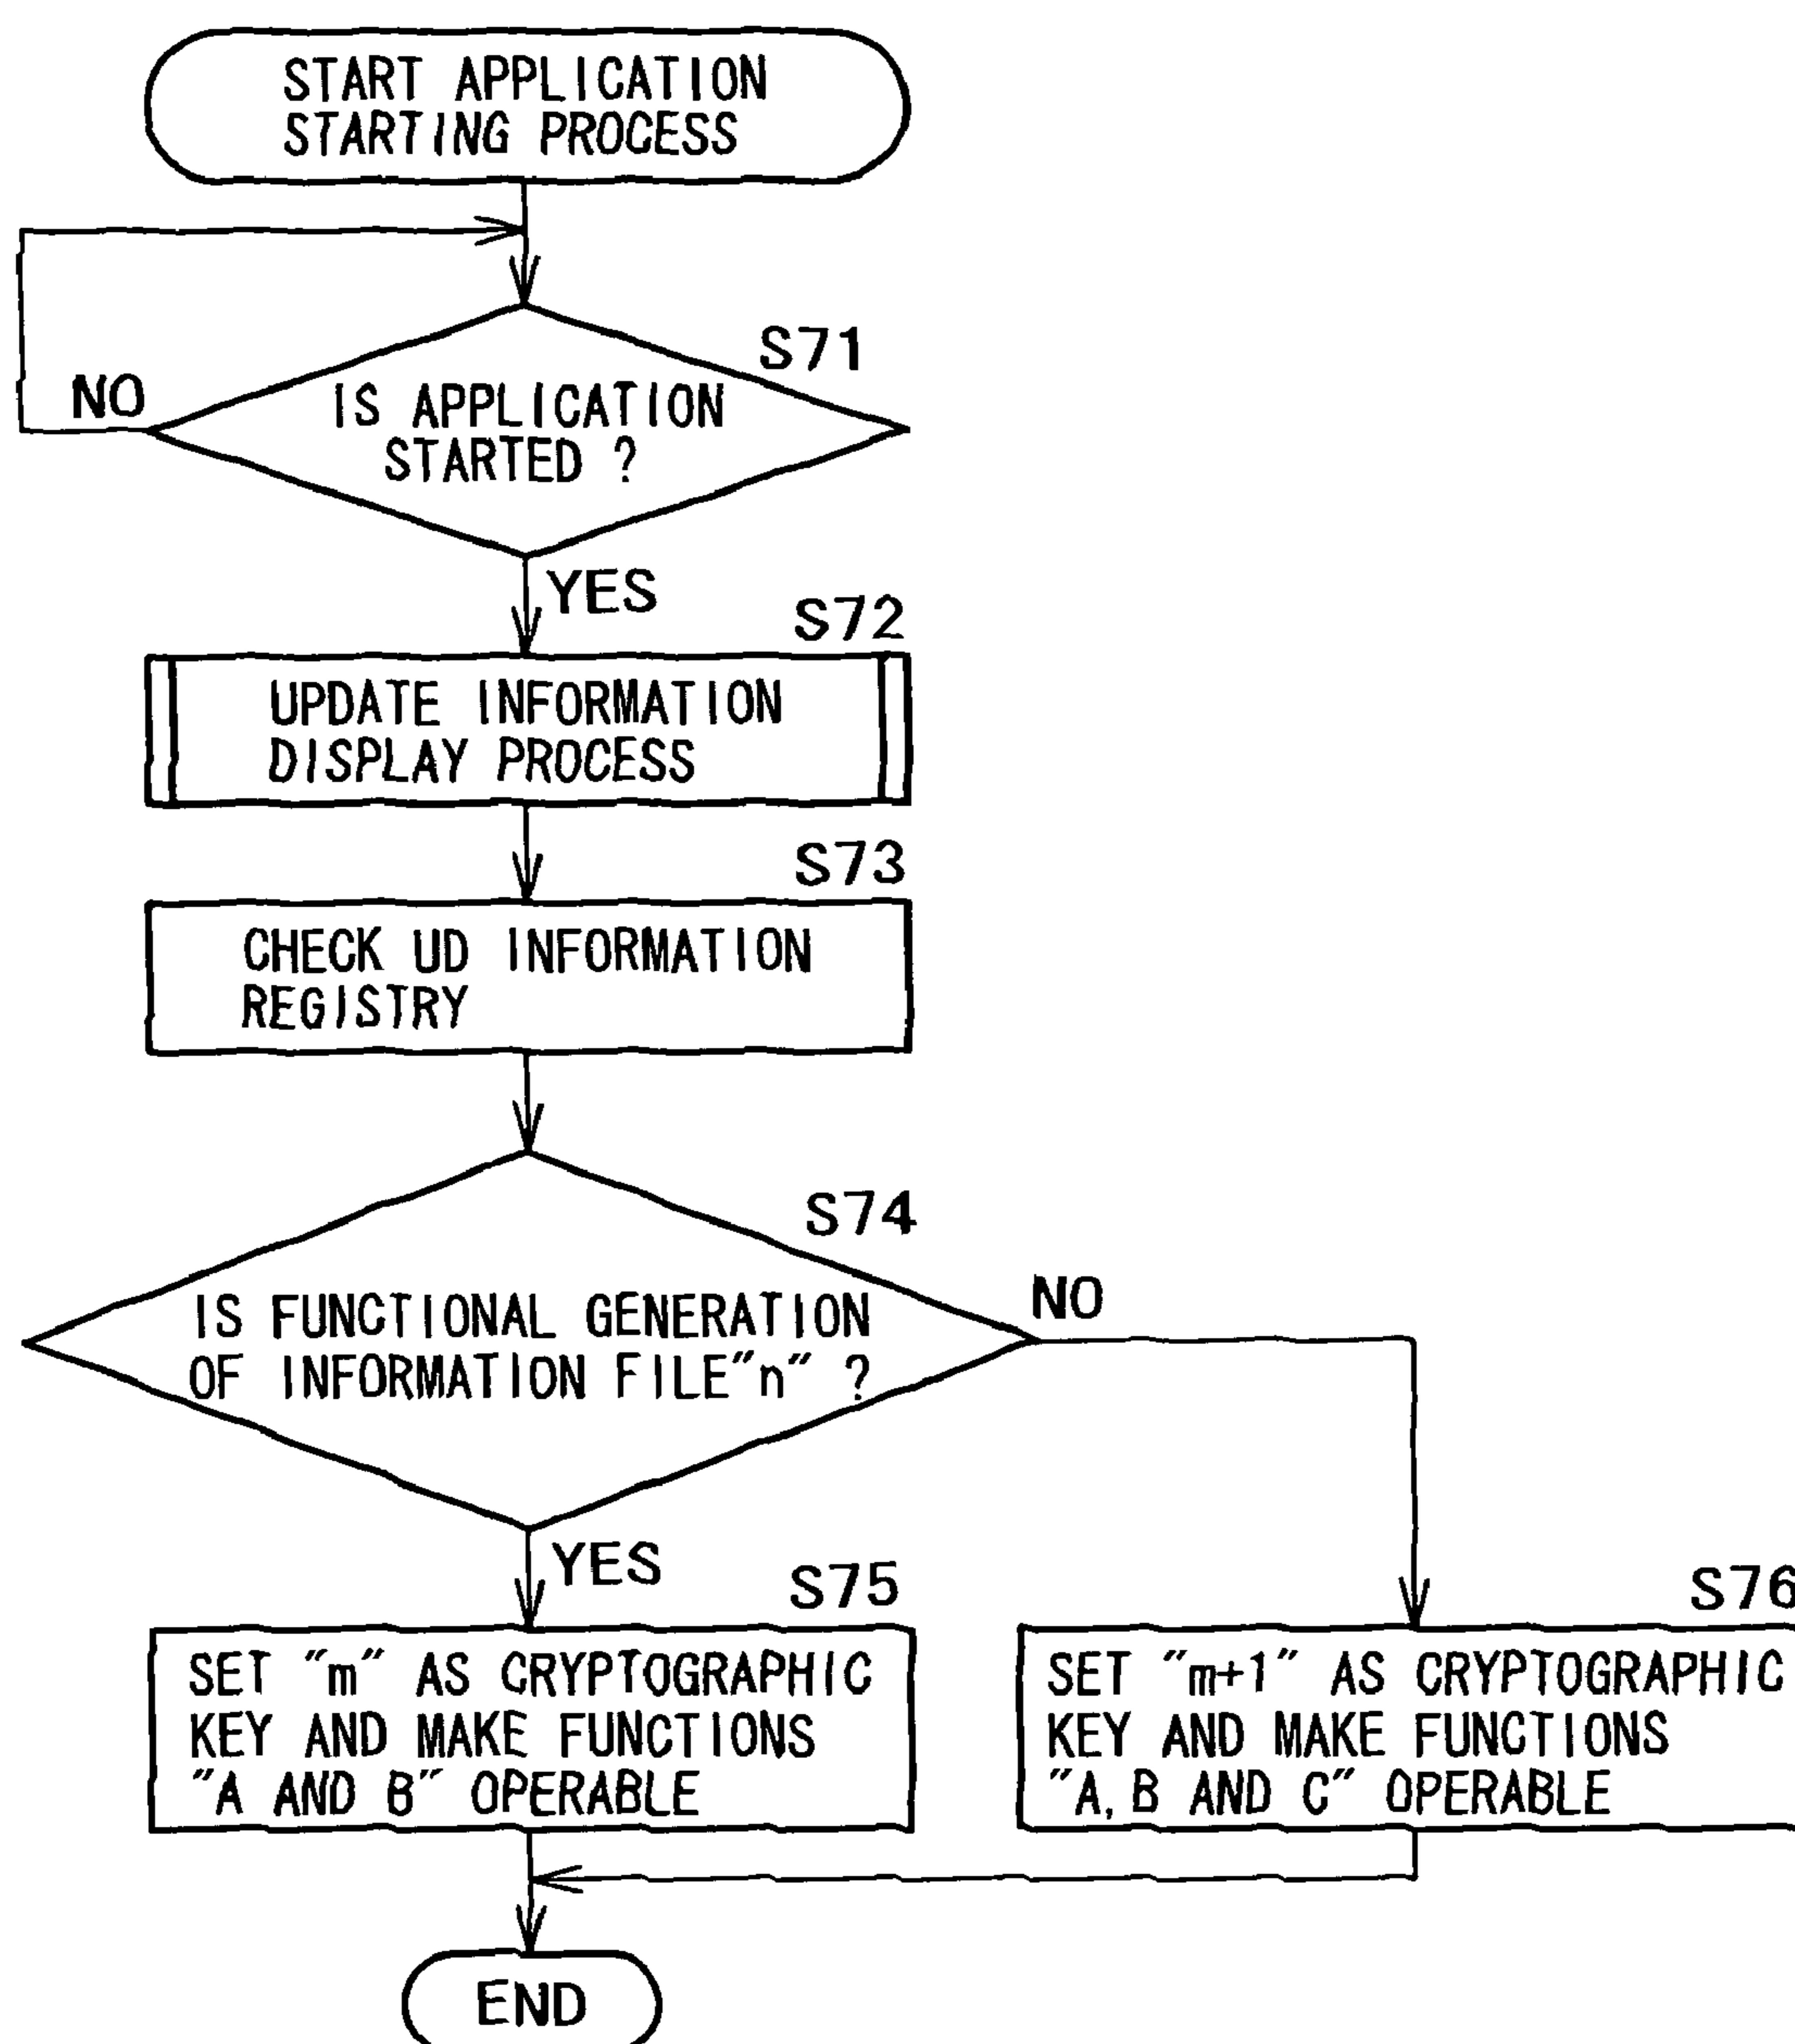 START APPLICATION
STARTING PROCESS
S71
NO
IS APPLICATION
STARTED ?
YES
S72
UPDATE INFORMATION
DISPLAY PROCESS
S73
CHECK UD INFORMATION
REGISTRY
S74
NO
IS FUNCTIONAL GENERATION
OF INFORMATION FILE"n" ?
YES
S75
SET "m" AS CRYPTOGRAPHIC
KEY AND MAKE FUNCTIONS
"A AND B" OPERABLE
S76
SET "m+1" AS CRYPTOGRAPHIC
KEY AND MAKE FUNCTIONS
"A, B AND C" OPERABLE
END